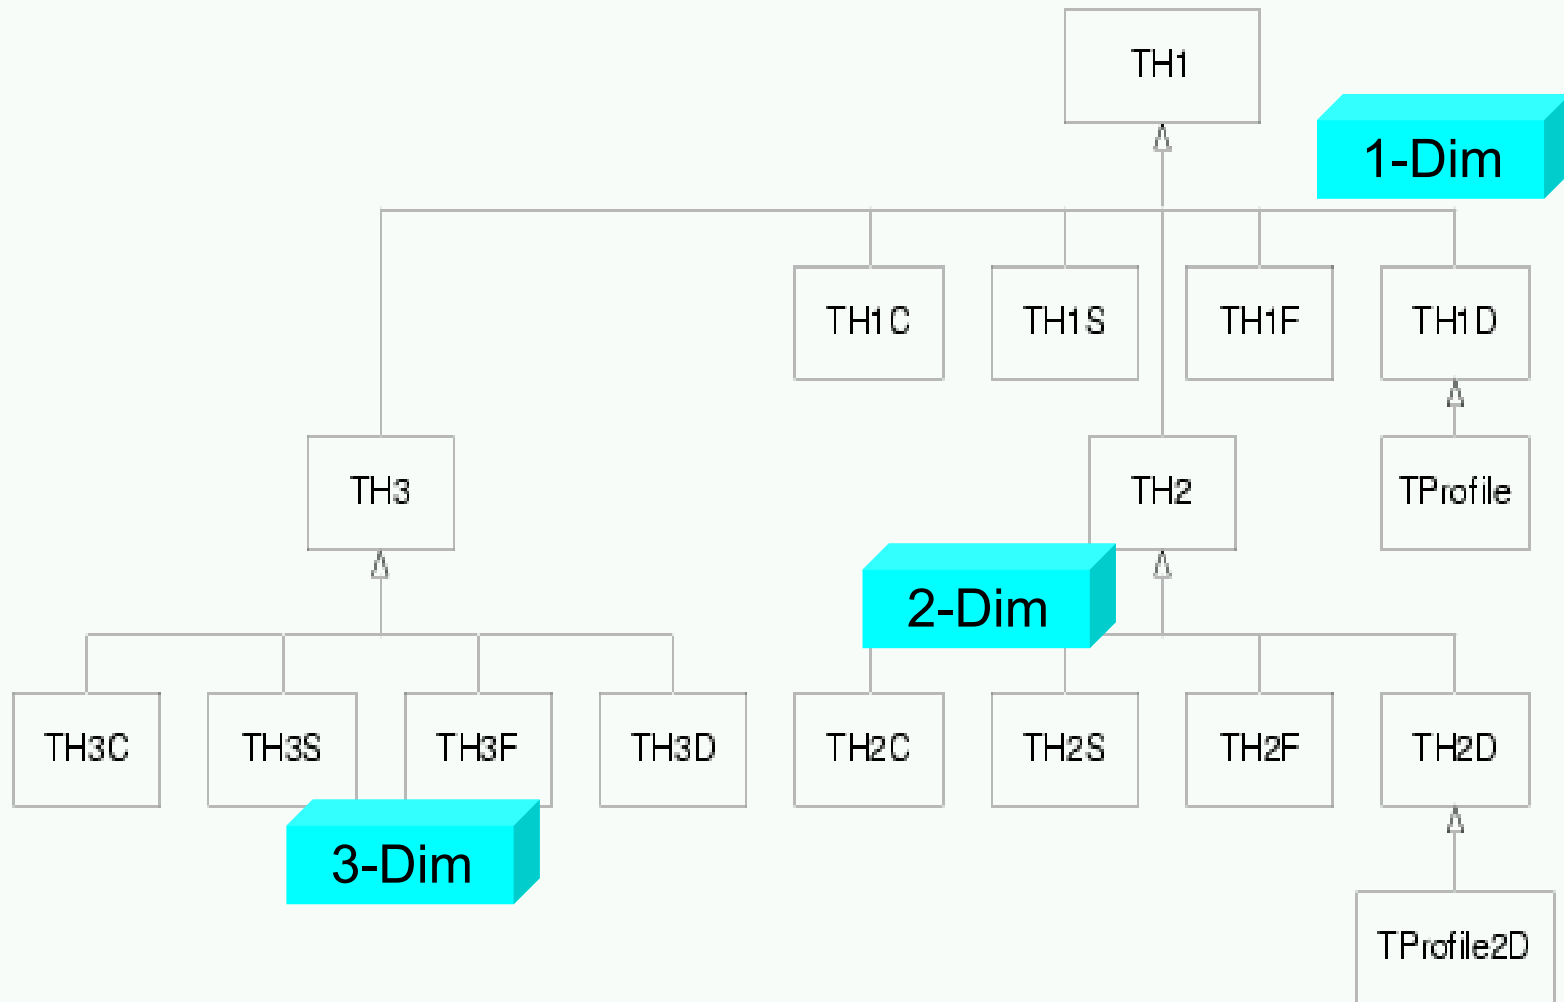 TH1
1-Dim
TH1C
TH1S
TH1F
TH1D
TH3
TH2
TProfile
2-Dim
TH3C
TH3S
TH3F
TH3D
TH2C
TH2S
TH2F
TH2D
3-Dim
TProfile2D